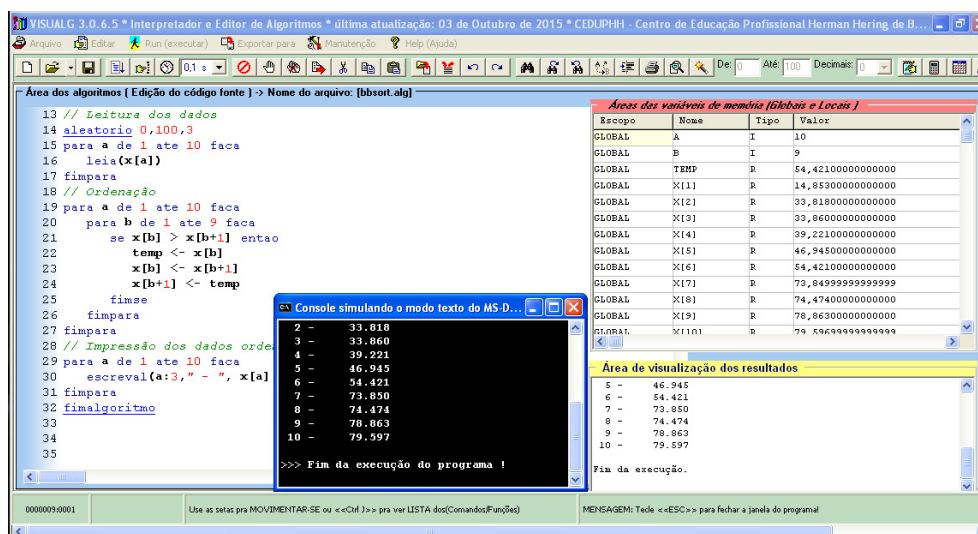 VISUALG 3.0.6.5 * Interpretador e Editor de Algoritmos * última atualização: 03 de Outubro de 2015 * CEDUPHH - Centro de Educação Profissional Herman Hering de B...
Arquivo Editar Run (executar) Exportar para Manutenção Help (Ajuda)
0,1 s De: 0 Até: 100 Decimais: 0
Área dos algoritmos ( Edição do código fonte ) -> Nome do arquivo: [bbsort.alg]
13 // Leitura dos dados
14 aleatorio 0,100,3
15 para a de 1 ate 10 faca
16 leia(x[a])
17 fimpara
18 // Ordenação
19 para a de 1 ate 10 faca
20 para b de 1 ate 9 faca
21 se x[b] > x[b+1] entao
22 temp <- x[b]
23 x[b] <- x[b+1]
24 x[b+1] <- temp
25 fimse
26 fimpara
27 fimpara
28 // Impressão dos dados orde
29 para a de 1 ate 10 faca
30 escreval(a:3," - ", x[a]
31 fimpara
32 fimalgoritmo
33
34
35
Console simulando o modo texto do MS-D...
2 - 33.818
3 - 33.860
4 - 39.221
5 - 46.945
6 - 54.421
7 - 73.850
8 - 74.474
9 - 78.863
10 - 79.597
>>> Fim da execução do programa !
Áreas das variáveis de memória (Globais e Locais )
Escopo Nome Tipo Valor
GLOBAL A I 10
GLOBAL B I 9
GLOBAL TEMP R 54,42100000000000
GLOBAL X[1] R 14,85300000000000
GLOBAL X[2] R 33,81800000000000
GLOBAL X[3] R 33,86000000000000
GLOBAL X[4] R 39,22100000000000
GLOBAL X[5] R 46,94500000000000
GLOBAL X[6] R 54,42100000000000
GLOBAL X[7] R 73,84999999999999
GLOBAL X[8] R 74,47400000000000
GLOBAL X[9] R 78,86300000000000
GLOBAL X[10] R 79,59699999999999
Área de visualização dos resultados
5 - 46.945
6 - 54.421
7 - 73.850
8 - 74.474
9 - 78.863
10 - 79.597
Fim da execução.
0000009:0001 Use as setas pra MOVIMENTAR-SE ou <<Ctrl J>> pra ver LISTA dos(Comandos/Funções) MENSAGEM: Tecle <<ESC>> para fechar a janela do programa!